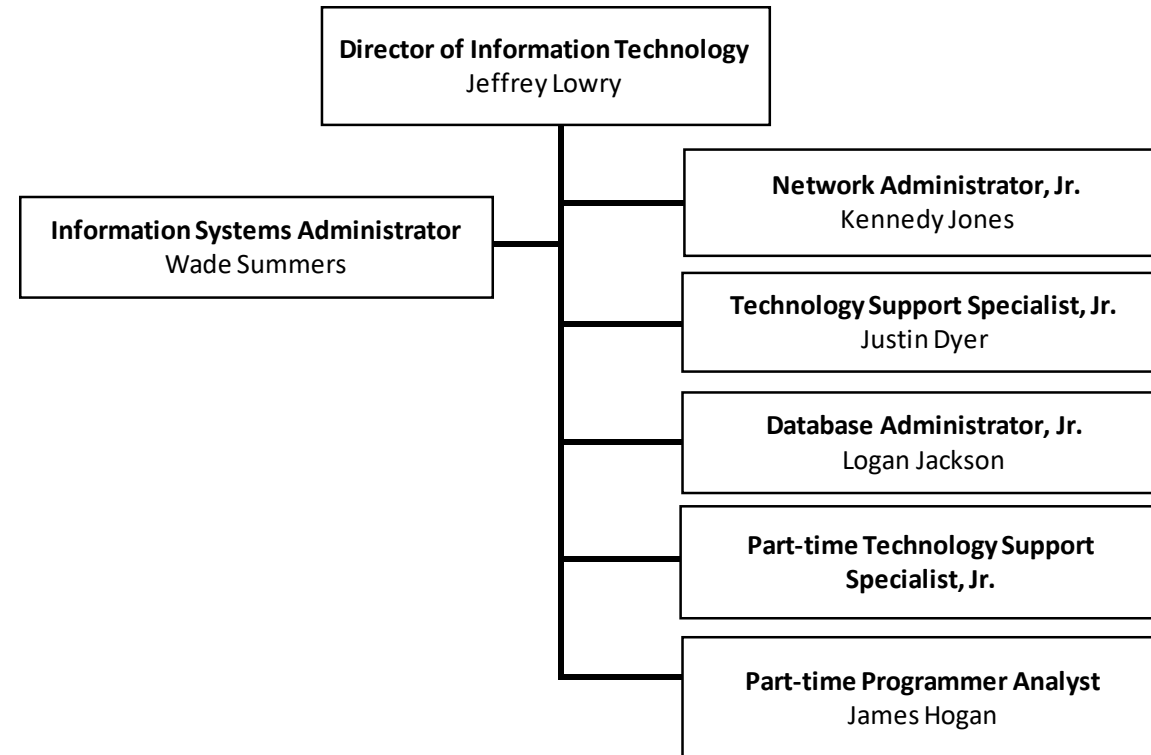 Director of Information Technology
Jeffrey Lowry
Network Administrator, Jr.
Kennedy Jones
Information Systems Administrator
Wade Summers
Technology Support Specialist, Jr.
Justin Dyer
Database Administrator, Jr.
Logan Jackson
Part-time Technology Support
Specialist, Jr.
Part-time Programmer Analyst
James Hogan